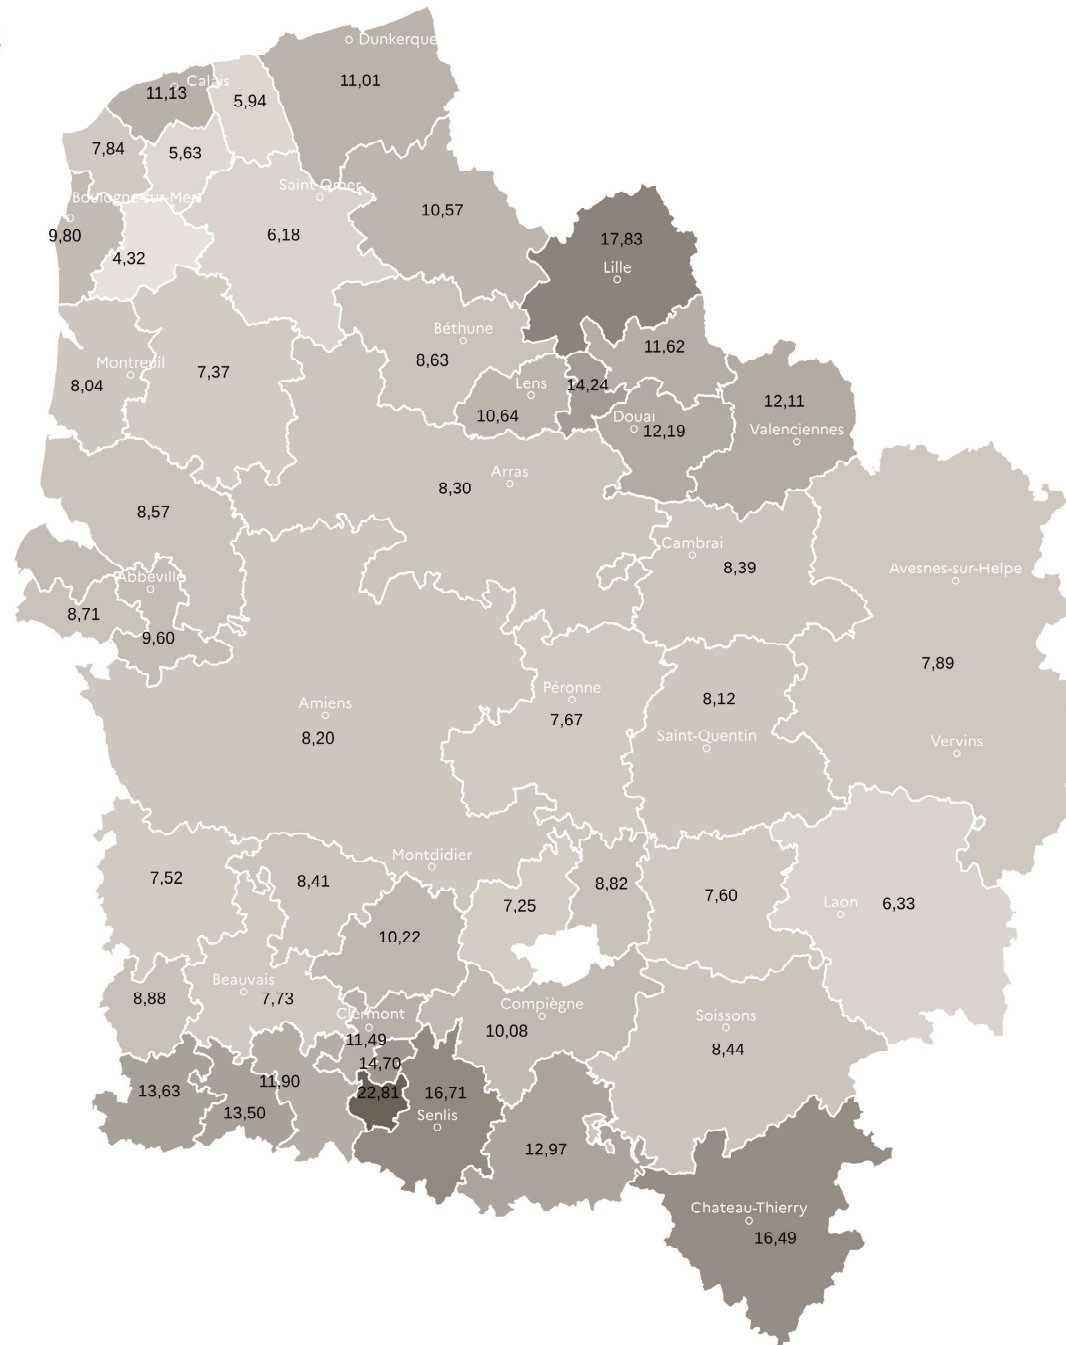 Dunkerque
11,01
Calais
11,13
5,94
7,84
5,63
Saint-Omer
Boulogne-sur-Mer
10,57
9,80
6,18
17,83
4,32
Lille
Béthune
11,62
Montreuil
7,37
8,63
8,04
Lens
14,24
10,64
12,11
Douai
12,19
Valenciennes
Arras
8,30
8,57
Cambrai
8,39
Avesnes-sur-Helpe
Abbeville
8,71
9,60
7,89
Péronne
8,12
Amiens
7,67
8,20
Saint-Quentin
Vervins
Montdidier
7,52
8,41
8,82
7,60
7,25
Laon
6,33
10,22
Beauvais
8,88
7,73
Compiègne
Clermont
Soissons
10,08
11,49
8,44
14,70
13,63
11,90
22,81
16,71
13,50
Senlis
12,97
Chateau-Thierry
16,49